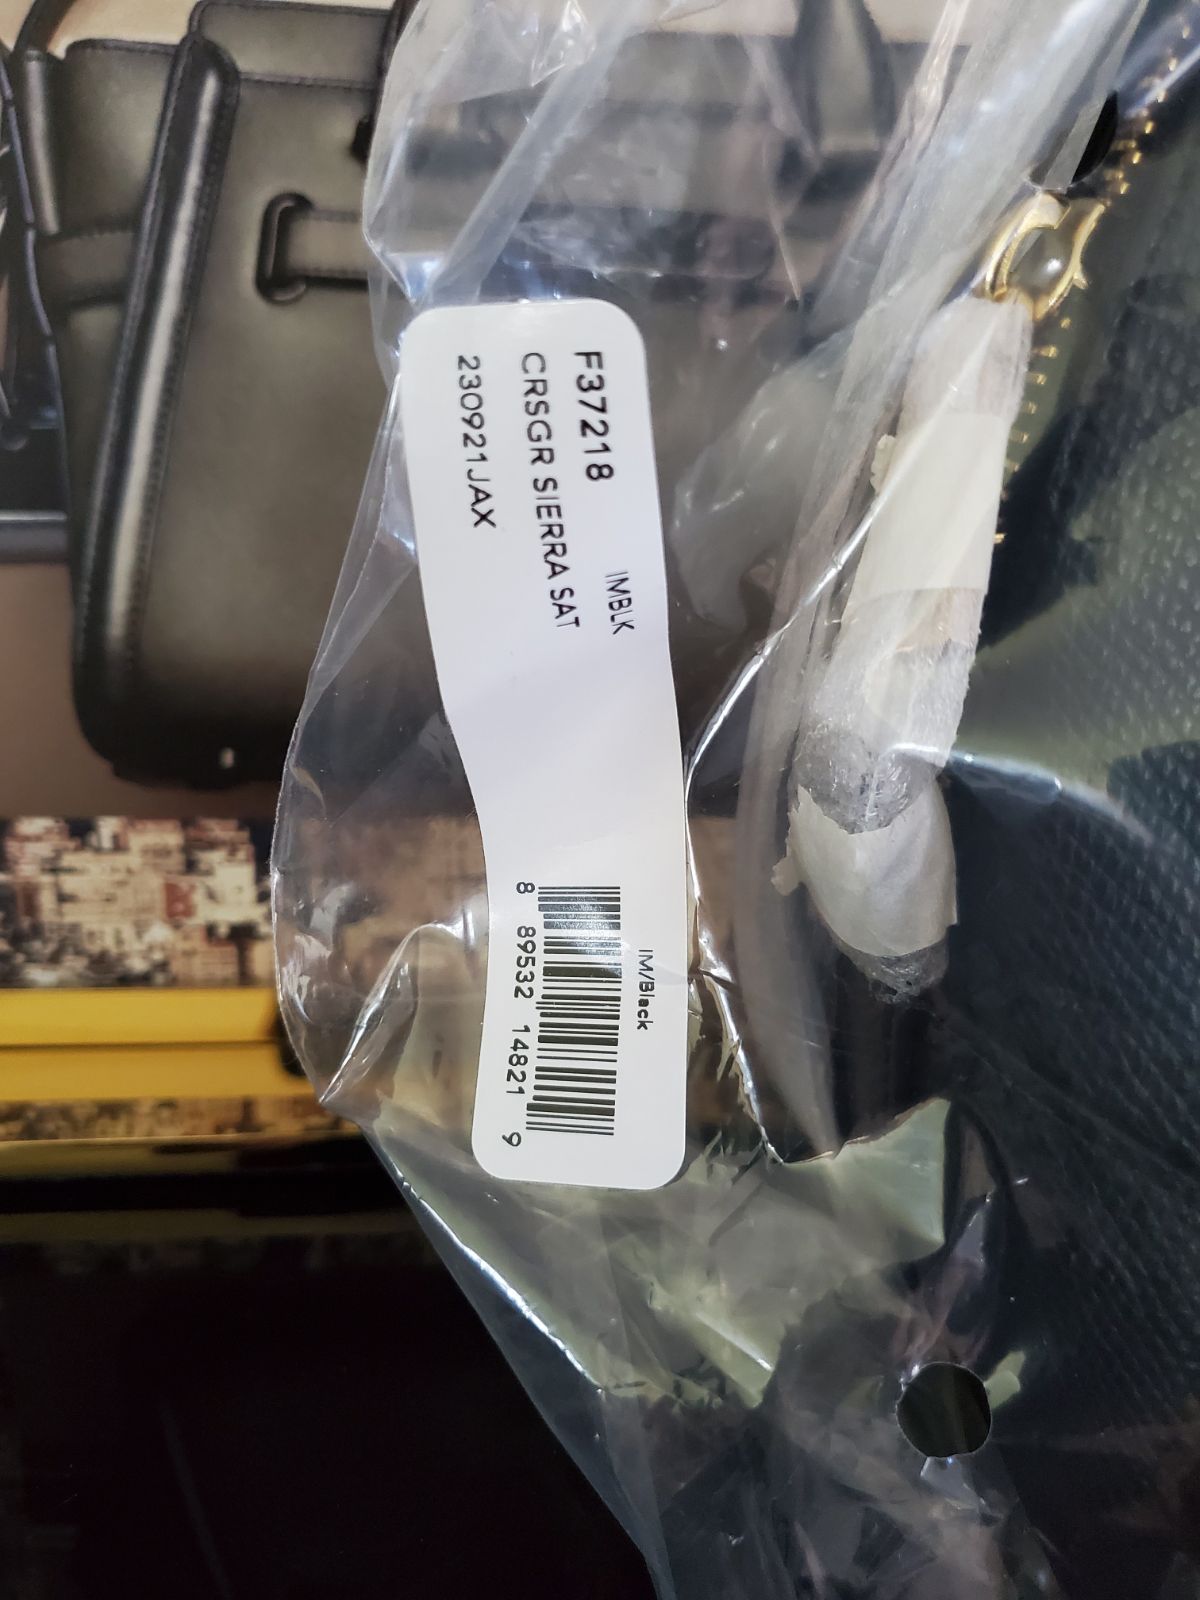 F37218
IMBLK
CRSGR SIERRA SAT
230921JAX
IM/Black
8 89532 14821 9